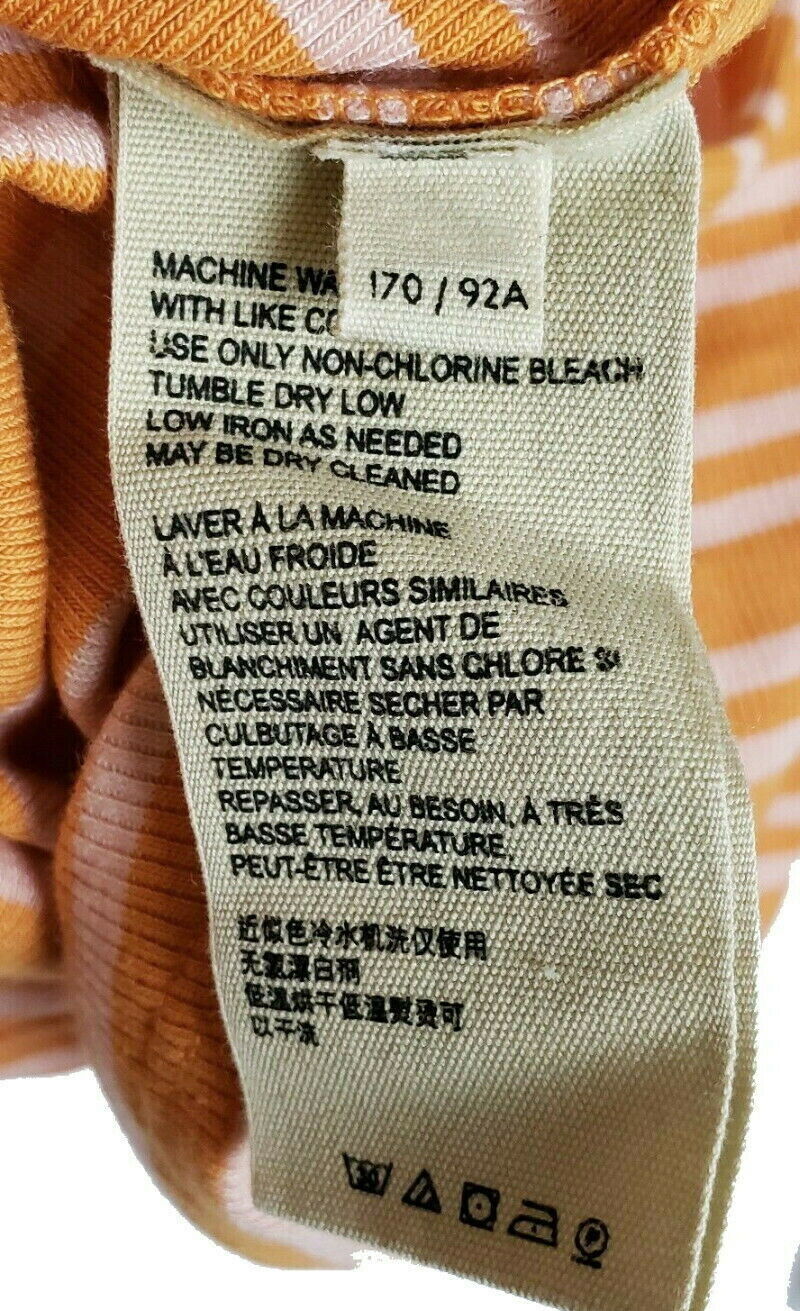 170 / 92A
MACHINE WA
WITH LIKE CO
USE ONLY NON-CHLORINE BLEACH
TUMBLE DRY LOW
LOW IRON AS NEEDED
MAY BE DRY CLEANED
LAVER À LA MACHINE
À L'EAU FROIDE
AVEC COULEURS SIMILAIRES
UTILISER UN AGENT DE
BLANCHIMENT SANS CHLORE SI
NÉCESSAIRE SECHER PAR
CULBUTAGE À BASSE
TEMPERATURE
REPASSER, AU BESOIN, À TRÈS
BASSE TEMPÉRATURE,
PEUT-ÊTRE ÊTRE NETTOYÉE SEC
近似色冷水机洗仅使用
无氯漂白柄
低温烘干低温熨烫可
以干洗
30
P